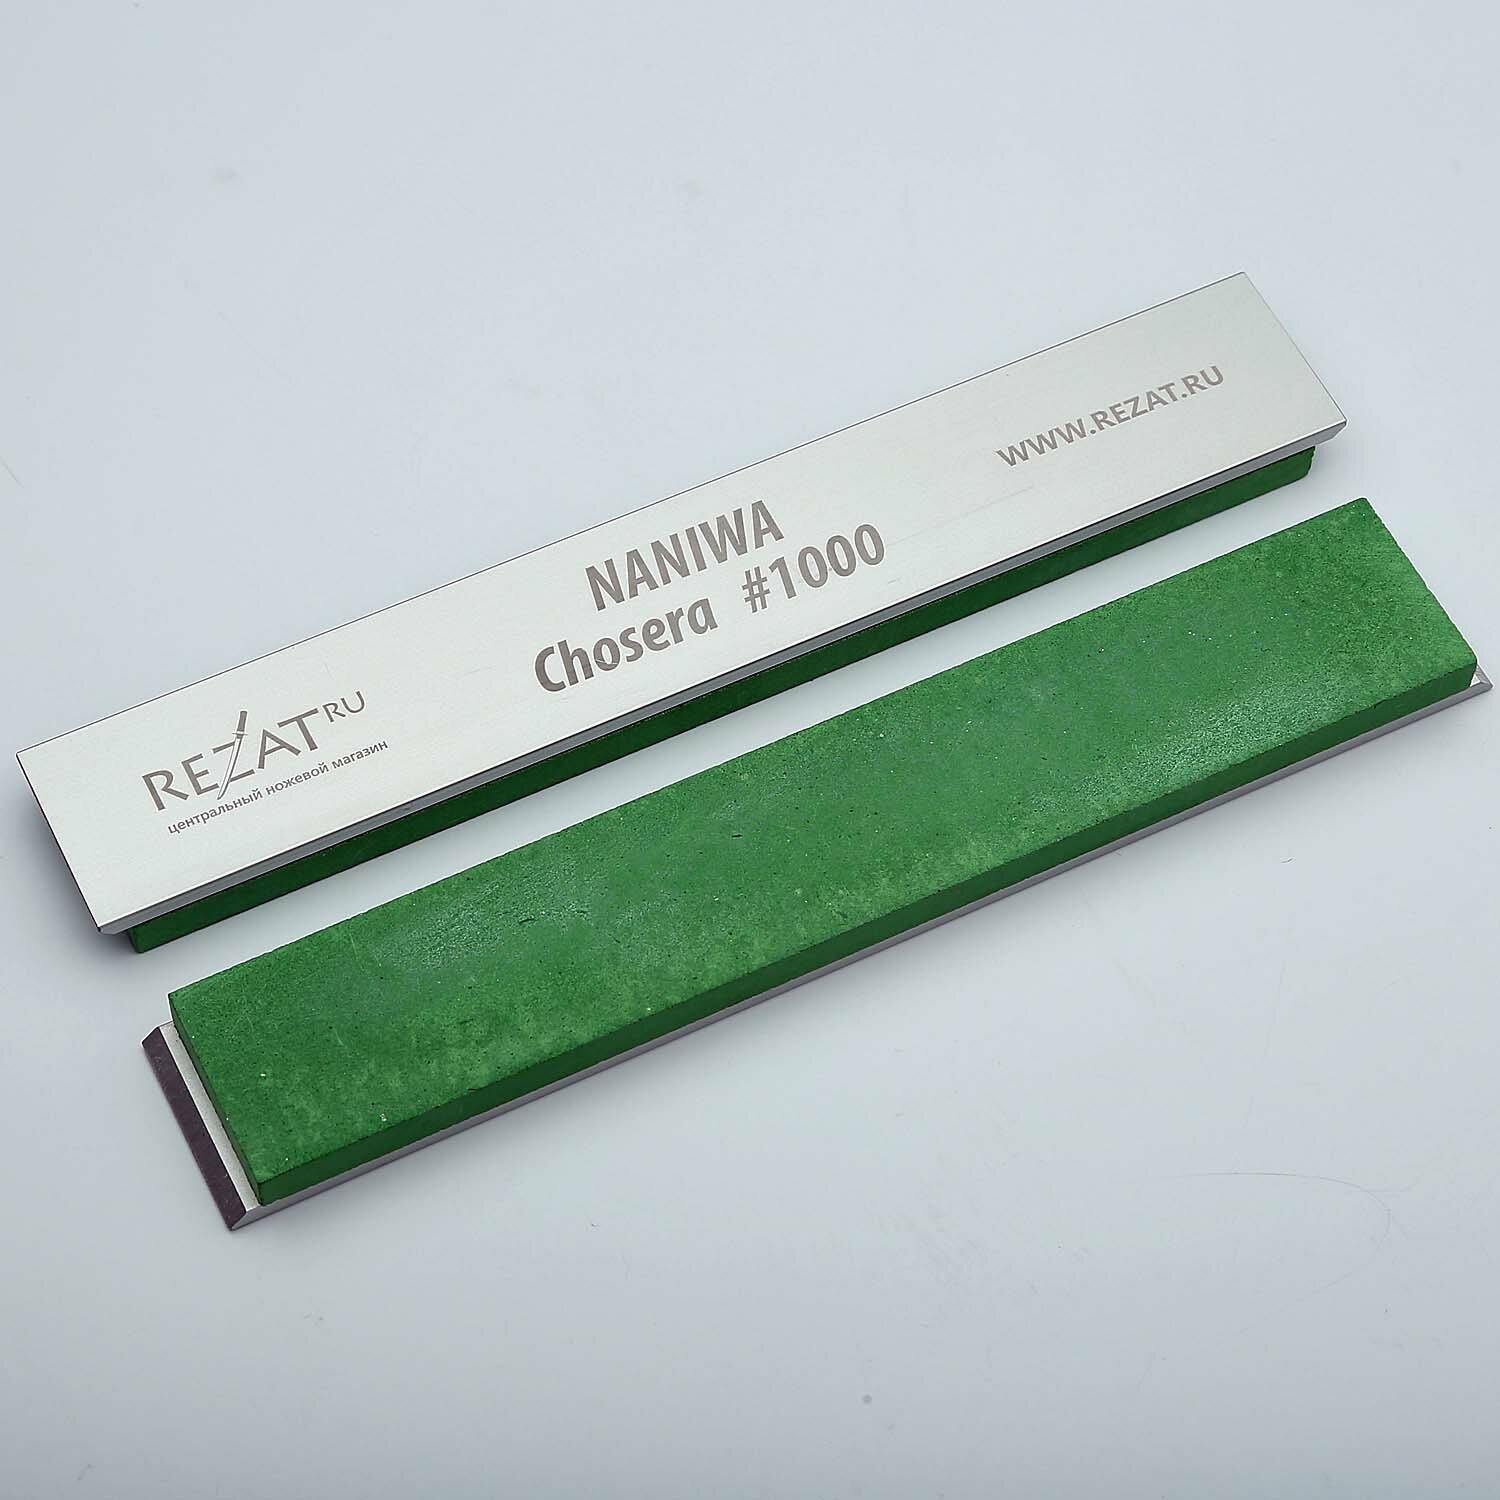 REZAT RU
центральный ножевой магазин
NANIWA
Chosera #1000
WWW.REZAT.RU